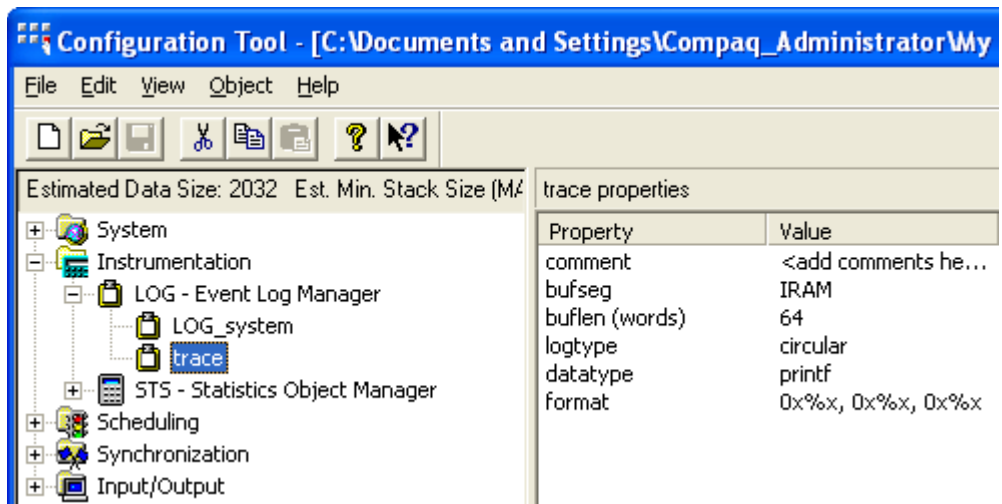 Configuration Tool - [C:\Documents and Settings\Compaq_Administrator\My
File Edit View Object Help
Estimated Data Size: 2032 Est. Min. Stack Size (MA
trace properties
System
Instrumentation
LOG - Event Log Manager
LOG_system
trace
STS - Statistics Object Manager
Scheduling
Synchronization
Input/Output
Property Value
comment <add comments he...
bufseg IRAM
buflen (words) 64
logtype circular
datatype printf
format 0x%x, 0x%x, 0x%x